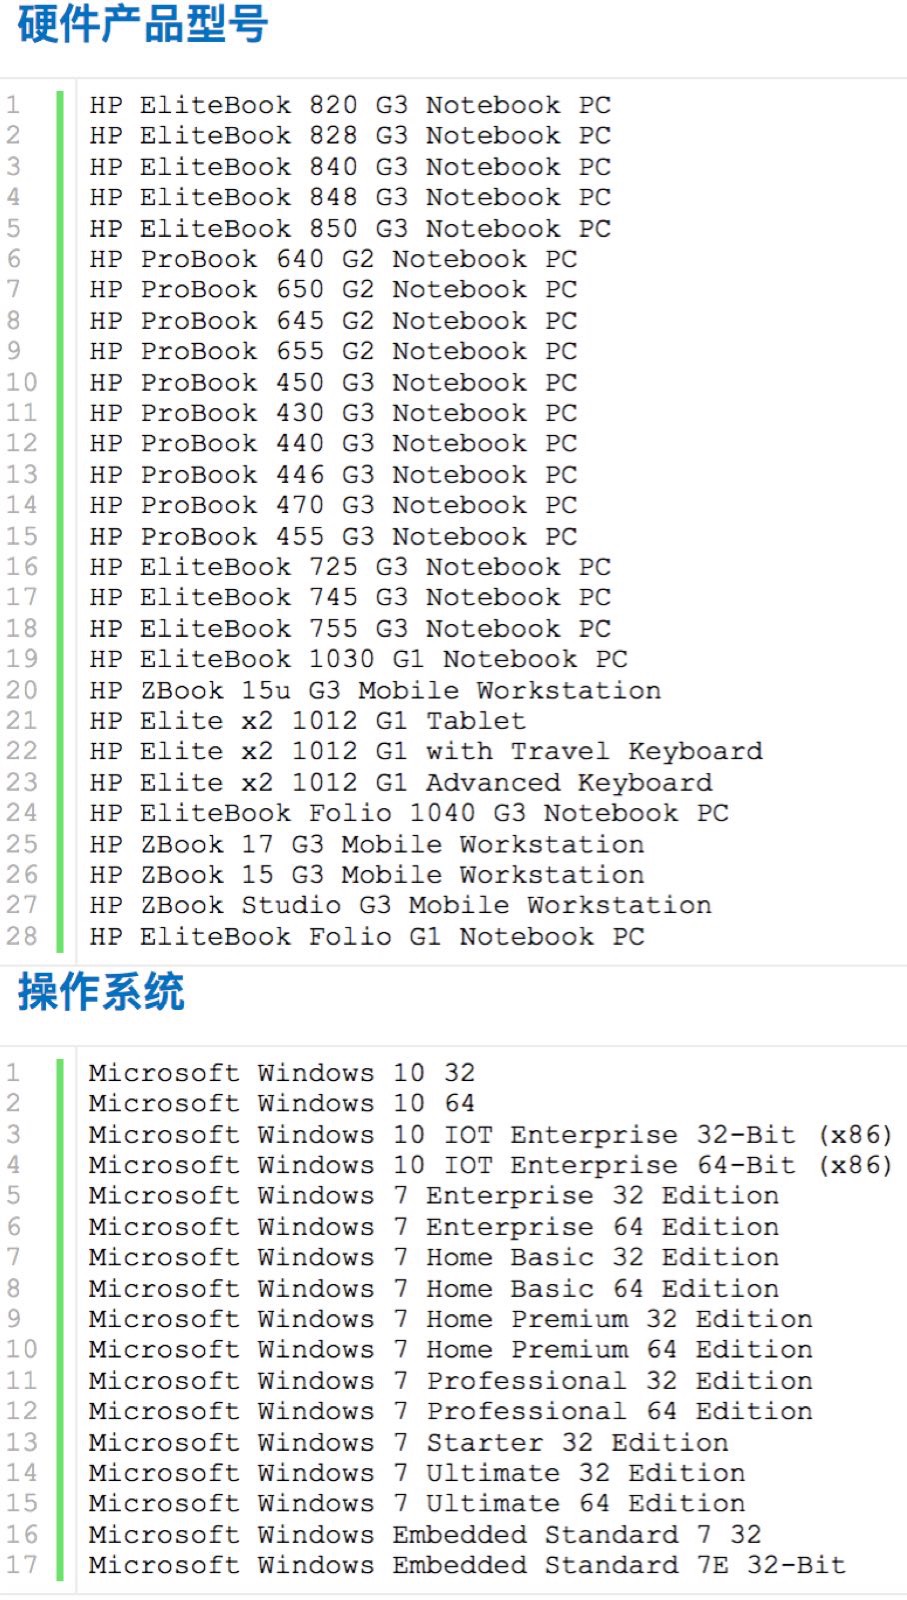 硬件产品型号
1 HP EliteBook 820 G3 Notebook PC
2 HP EliteBook 828 G3 Notebook PC
3 HP EliteBook 840 G3 Notebook PC
4 HP EliteBook 848 G3 Notebook PC
5 HP EliteBook 850 G3 Notebook PC
6 HP ProBook 640 G2 Notebook PC
7 HP ProBook 650 G2 Notebook PC
8 HP ProBook 645 G2 Notebook PC
9 HP ProBook 655 G2 Notebook PC
10 HP ProBook 450 G3 Notebook PC
11 HP ProBook 430 G3 Notebook PC
12 HP ProBook 440 G3 Notebook PC
13 HP ProBook 446 G3 Notebook PC
14 HP ProBook 470 G3 Notebook PC
15 HP ProBook 455 G3 Notebook PC
16 HP EliteBook 725 G3 Notebook PC
17 HP EliteBook 745 G3 Notebook PC
18 HP EliteBook 755 G3 Notebook PC
19 HP EliteBook 1030 G1 Notebook PC
20 HP ZBook 15u G3 Mobile Workstation
21 HP Elite x2 1012 G1 Tablet
22 HP Elite x2 1012 G1 with Travel Keyboard
23 HP Elite x2 1012 G1 Advanced Keyboard
24 HP EliteBook Folio 1040 G3 Notebook PC
25 HP ZBook 17 G3 Mobile Workstation
26 HP ZBook 15 G3 Mobile Workstation
27 HP ZBook Studio G3 Mobile Workstation
28 HP EliteBook Folio G1 Notebook PC
操作系统
1 Microsoft Windows 10 32
2 Microsoft Windows 10 64
3 Microsoft Windows 10 IOT Enterprise 32-Bit (x86)
4 Microsoft Windows 10 IOT Enterprise 64-Bit (x86)
5 Microsoft Windows 7 Enterprise 32 Edition
6 Microsoft Windows 7 Enterprise 64 Edition
7 Microsoft Windows 7 Home Basic 32 Edition
8 Microsoft Windows 7 Home Basic 64 Edition
9 Microsoft Windows 7 Home Premium 32 Edition
10 Microsoft Windows 7 Home Premium 64 Edition
11 Microsoft Windows 7 Professional 32 Edition
12 Microsoft Windows 7 Professional 64 Edition
13 Microsoft Windows 7 Starter 32 Edition
14 Microsoft Windows 7 Ultimate 32 Edition
15 Microsoft Windows 7 Ultimate 64 Edition
16 Microsoft Windows Embedded Standard 7 32
17 Microsoft Windows Embedded Standard 7E 32-Bit